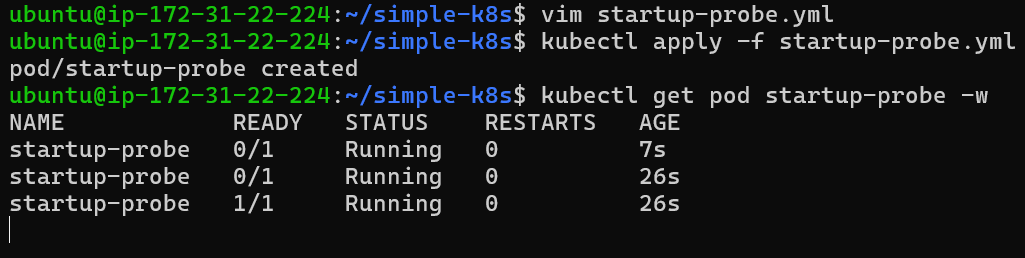 ubuntu@ip-172-31-22-224:~/simple-k8s$ vim startup-probe.yml
ubuntu@ip-172-31-22-224:~/simple-k8s$ kubectl apply -f startup-probe.yml
pod/startup-probe created
ubuntu@ip-172-31-22-224:~/simple-k8s$ kubectl get pod startup-probe -w
NAME            READY   STATUS    RESTARTS   AGE
startup-probe   0/1     Running   0          7s
startup-probe   0/1     Running   0          26s
startup-probe   1/1     Running   0          26s